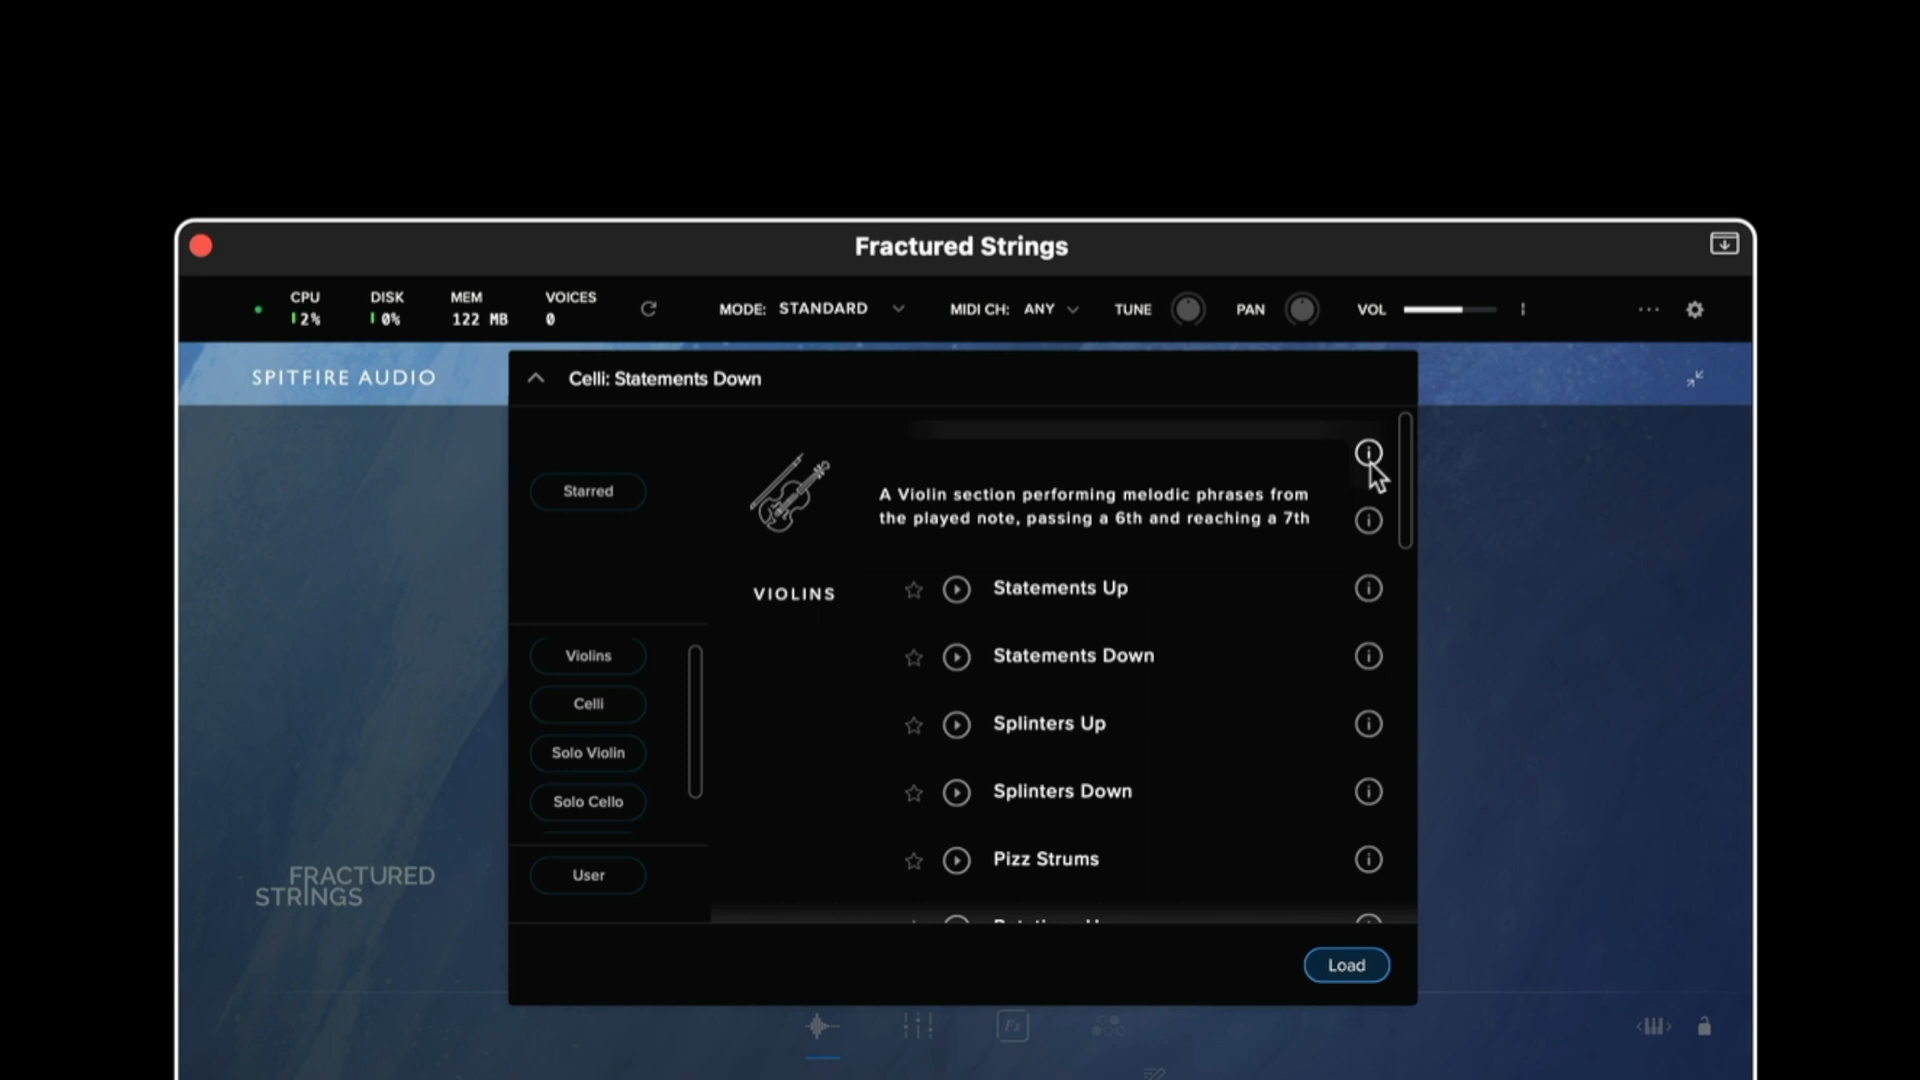 Fractured Strings
CPU
2%
DISK
0%
MEM
122 MB
VOICES
0
MODE: STANDARD
MIDI CH: ANY
TUNE
PAN
VOL
SPITFIRE AUDIO
Celli: Statements Down
Starred
A Violin section performing melodic phrases from
the played note, passing a 6th and reaching a 7th
VIOLINS
Statements Up
Statements Down
Splinters Up
Splinters Down
Pizz Strums
Violins
Celli
Solo Violin
Solo Cello
User
FRACTURED
STRINGS
Load
Fx